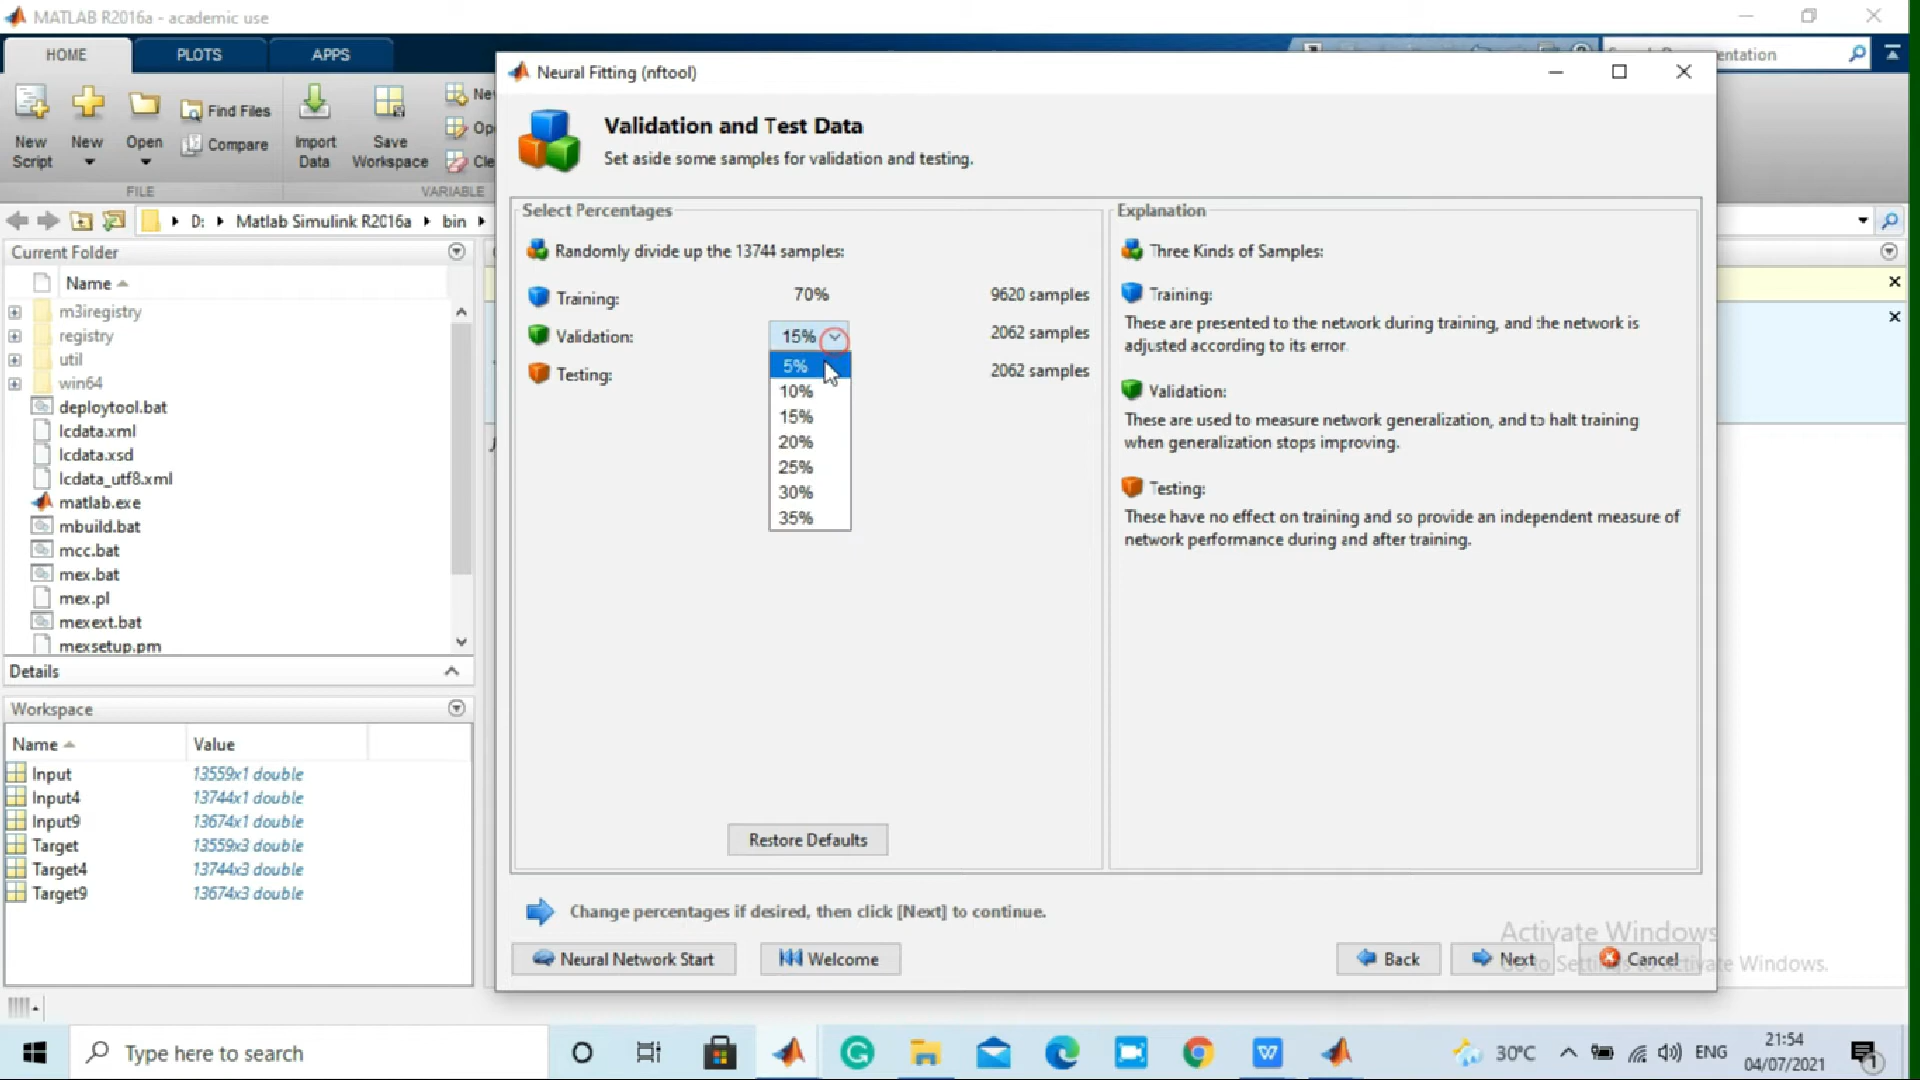 MATLAB R2016a - academic use
HOME
PLOTS
APPS
entation
New Script
New
Open
Find Files
Compare
Import Data
Save Workspace
FILE
VARIABLE
D:
Matlab Simulink R2016a
bin
Current Folder
Name
m3iregistry
registry
util
win64
deploytool.bat
lcdata.xml
lcdata.xsd
lcdata_utf8.xml
matlab.exe
mbuild.bat
mcc.bat
mex.bat
mex.pl
mexext.bat
mexsetup.pm
Details
Workspace
Name Value
Input 13559x1 double
Input4 13744x1 double
Input9 13674x1 double
Target 13559x3 double
Target4 13744x3 double
Target9 13674x3 double
Neural Fitting (nftool)
Validation and Test Data
Set aside some samples for validation and testing.
Select Percentages
Randomly divide up the 13744 samples:
Training: 70% 9620 samples
Validation: 15% 2062 samples
Testing: 2062 samples
5%
10%
15%
20%
25%
30%
35%
Restore Defaults
Explanation
Three Kinds of Samples:
Training:
These are presented to the network during training, and the network is
adjusted according to its error.
Validation:
These are used to measure network generalization, and to halt training
when generalization stops improving.
Testing:
These have no effect on training and so provide an independent measure of
network performance during and after training.
Change percentages if desired, then click [Next] to continue.
Neural Network Start
Welcome
Back
Next
Cancel
Activate Windows
Go to Settings to activate Windows.
Type here to search
30°C
ENG
21:54
04/07/2021
1